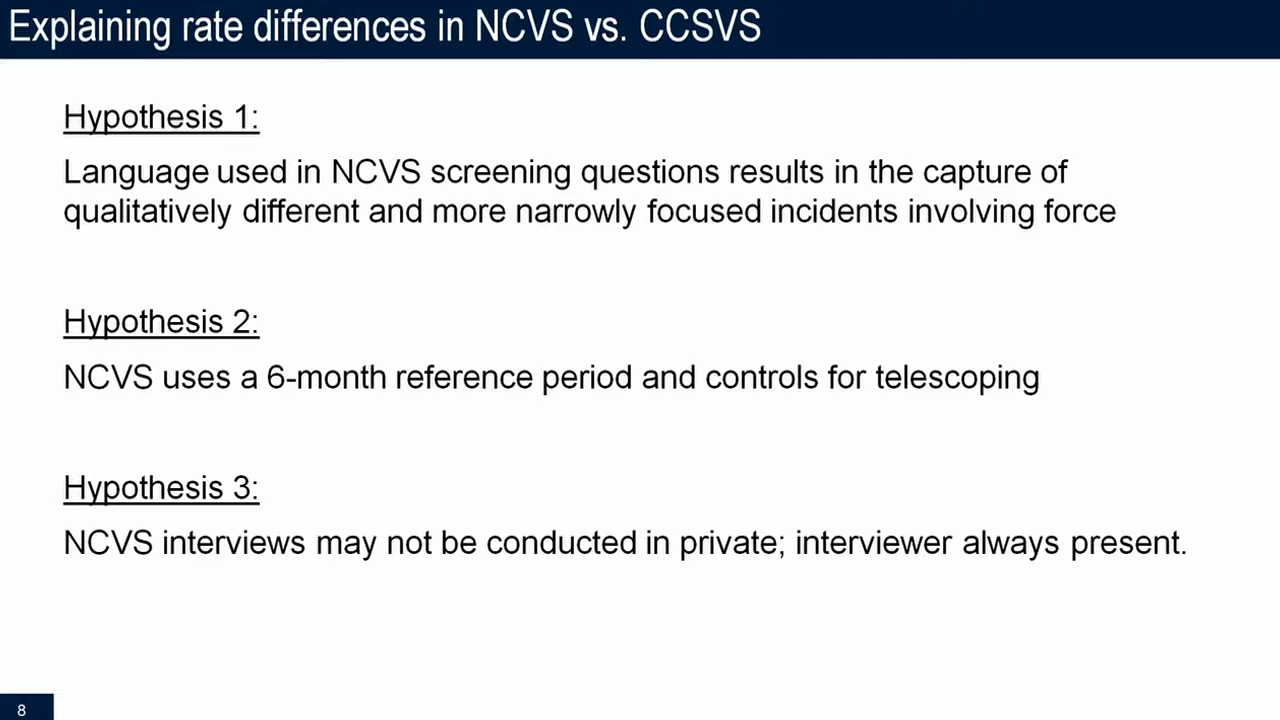 Explaining rate differences in NCVS vs. CCSVS
Hypothesis 1:
Language used in NCVS screening questions results in the capture of
qualitatively different and more narrowly focused incidents involving force
Hypothesis 2:
NCVS uses a 6-month reference period and controls for telescoping
Hypothesis 3:
NCVS interviews may not be conducted in private; interviewer always present.
8